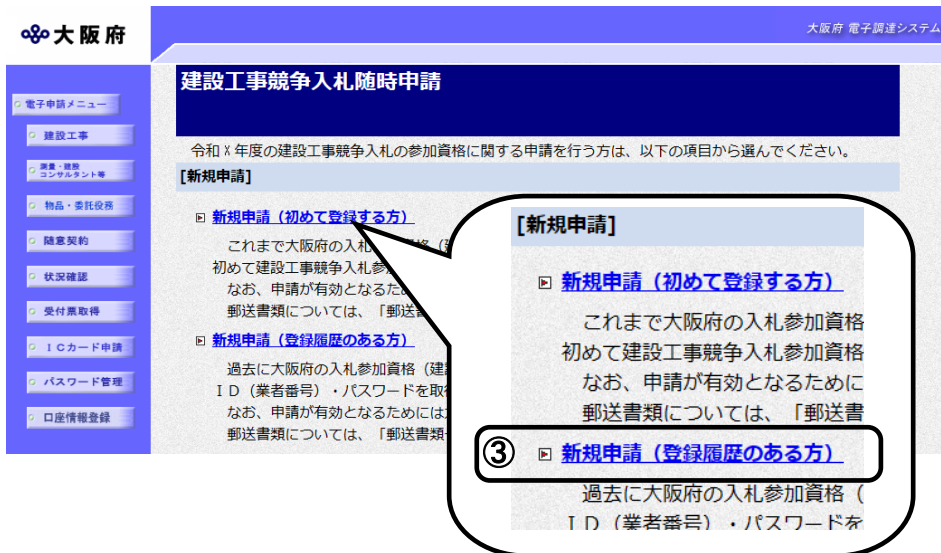 大阪府
大阪府 電子調達システム
電子申請メニュー
建設工事
測量・建設
コンサルタント等
物品・委託役務
随意契約
状況確認
受付票取得
ＩＣカード申請
パスワード管理
口座情報登録
建設工事競争入札随時申請
令和Ｘ年度の建設工事競争入札の参加資格に関する申請を行う方は、以下の項目から選んでください。
[新規申請]
新規申請（初めて登録する方）
これまで大阪府の入札
初めて建設工事競争入札参
なお、申請が有効となるた
郵送書類については、「郵送
新規申請（登録履歴のある方）
過去に大阪府の入札参加資格（建
ＩＤ（業者番号）・パスワードを取
なお、申請が有効となるためには
郵送書類については、「郵送書類
[新規申請]
新規申請（初めて登録する方）
これまで大阪府の入札参加資格
初めて建設工事競争入札参加資格
なお、申請が有効となるために
郵送書類については、「郵送書
③ 新規申請（登録履歴のある方）
過去に大阪府の入札参加資格（
ＩＤ（業者番号）・パスワードを